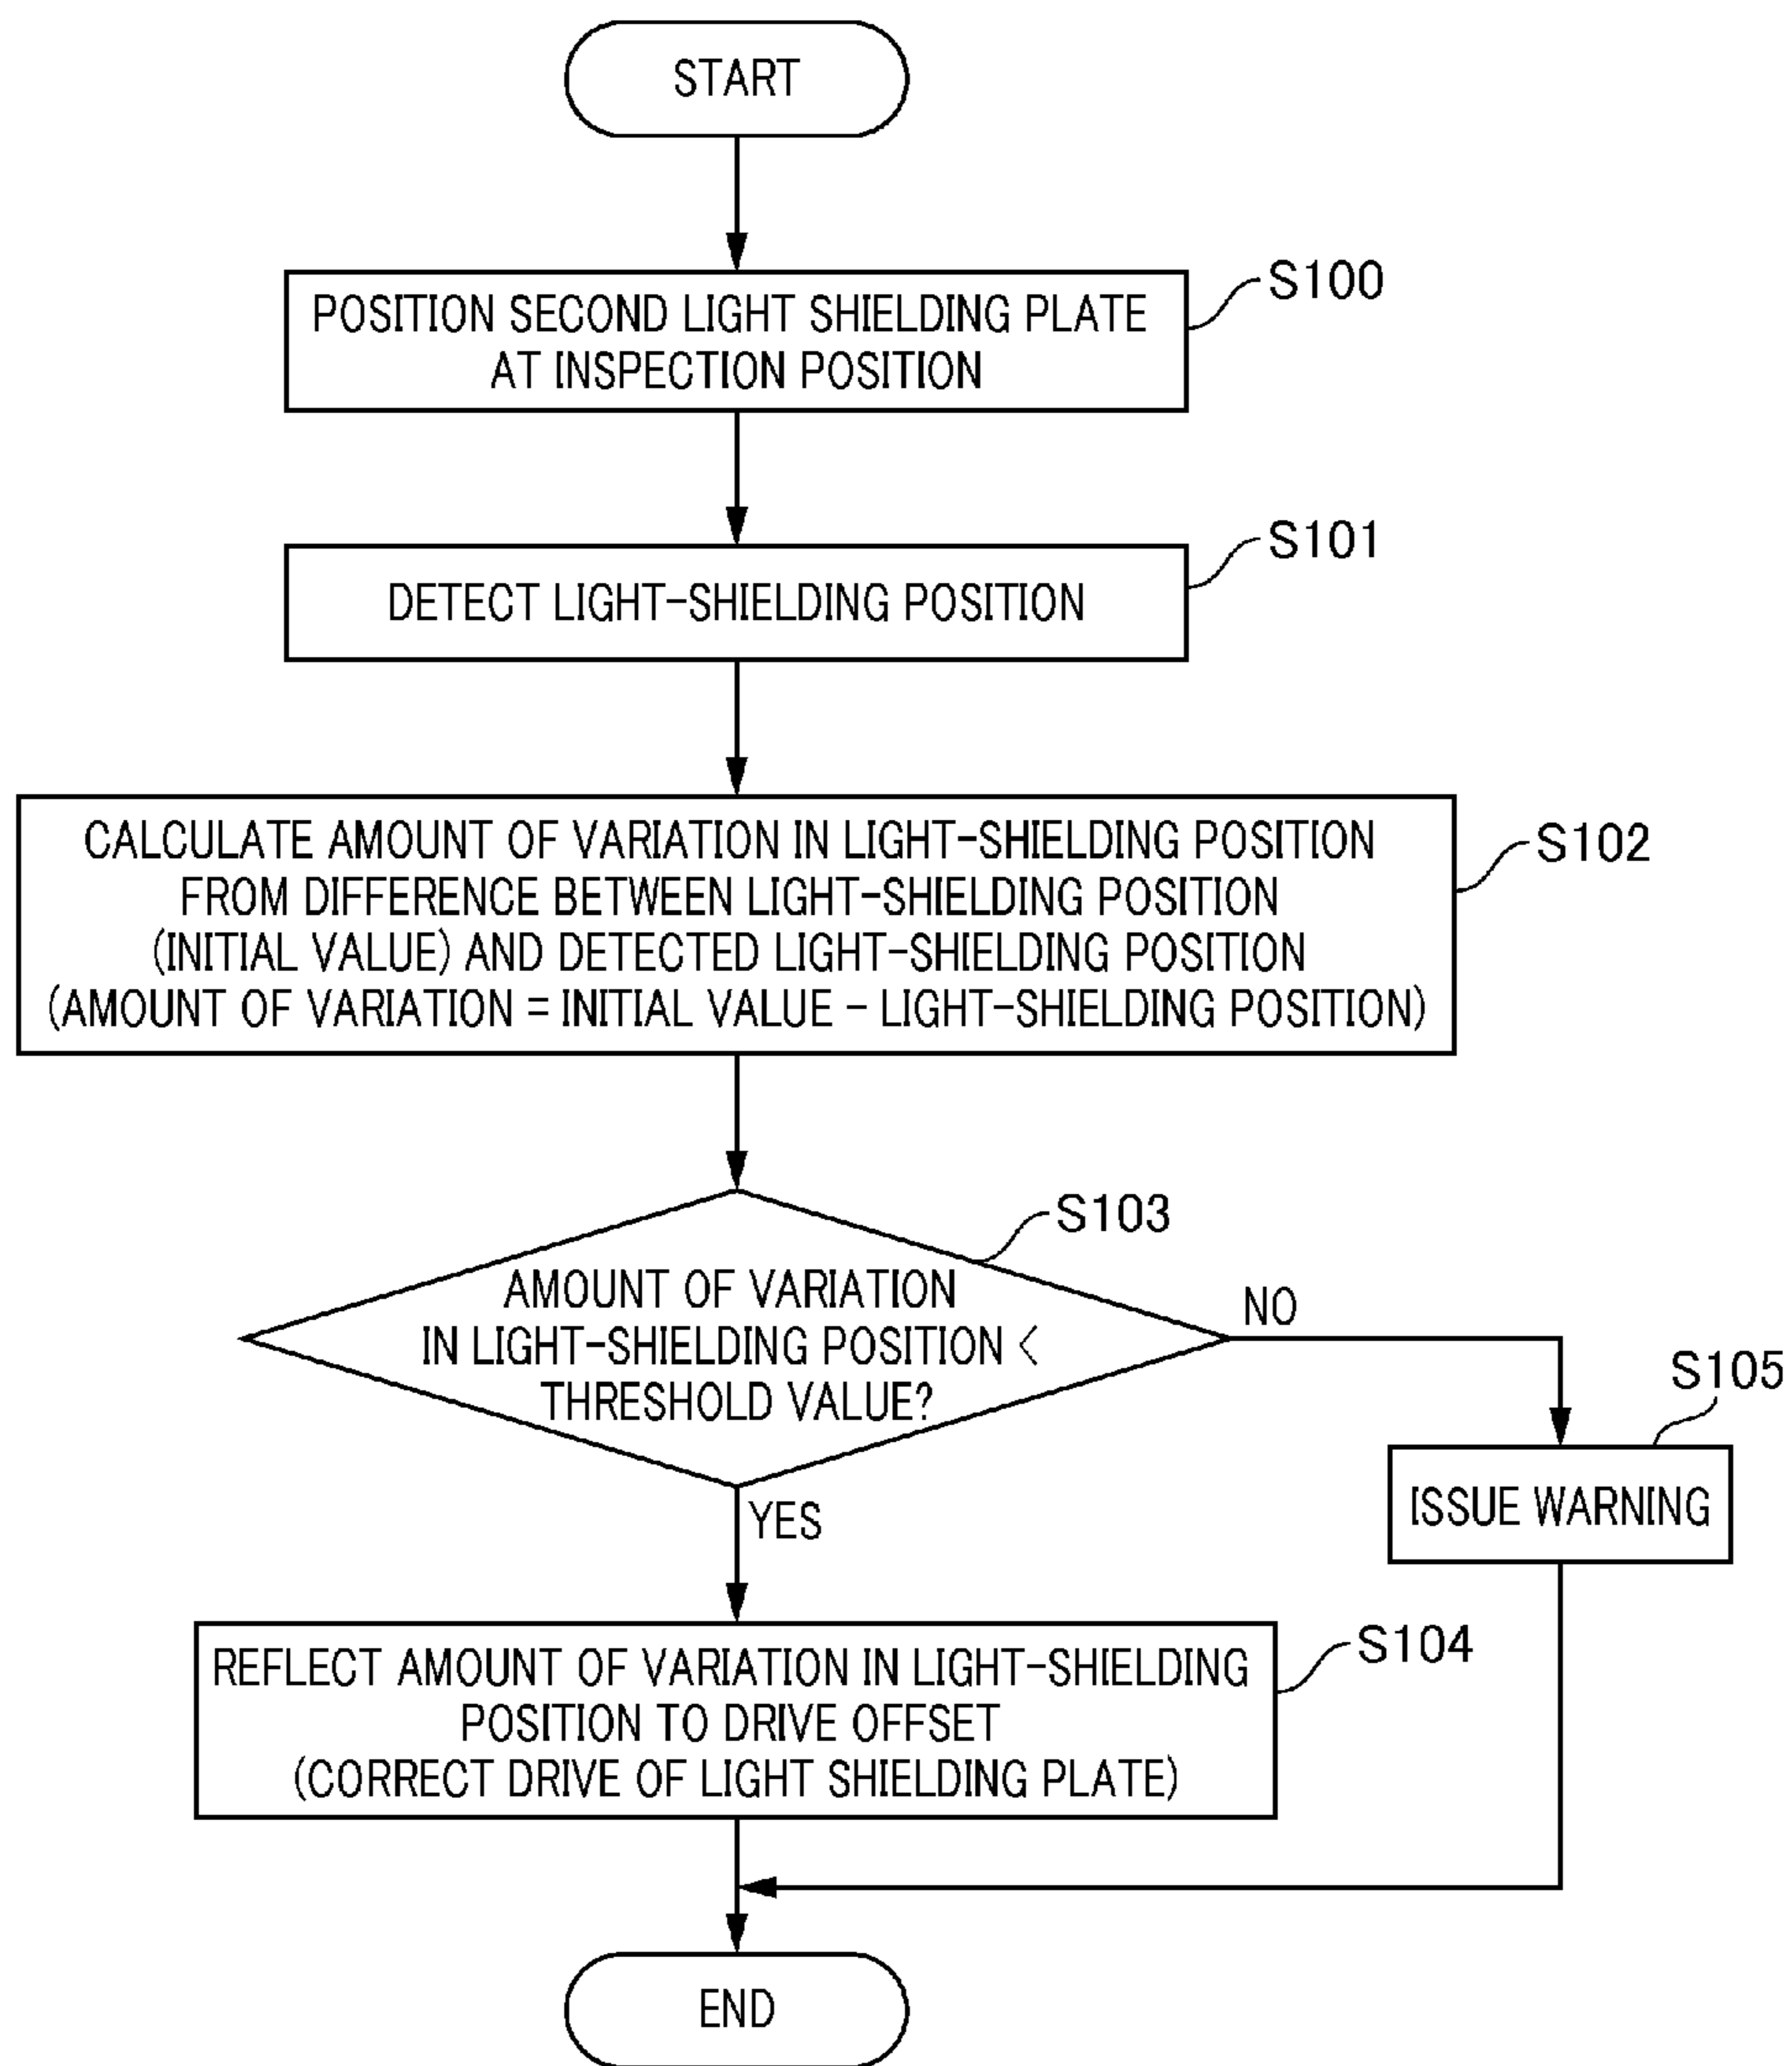 START
S100
POSITION SECOND LIGHT SHIELDING PLATE
AT INSPECTION POSITION
S101
DETECT LIGHT-SHIELDING POSITION
S102
CALCULATE AMOUNT OF VARIATION IN LIGHT-SHIELDING POSITION
FROM DIFFERENCE BETWEEN LIGHT-SHIELDING POSITION
(INITIAL VALUE) AND DETECTED LIGHT-SHIELDING POSITION
(AMOUNT OF VARIATION = INITIAL VALUE - LIGHT-SHIELDING POSITION)
S103
AMOUNT OF VARIATION
IN LIGHT-SHIELDING POSITION <
THRESHOLD VALUE?
NO
S105
ISSUE WARNING
YES
S104
REFLECT AMOUNT OF VARIATION IN LIGHT-SHIELDING
POSITION TO DRIVE OFFSET
(CORRECT DRIVE OF LIGHT SHIELDING PLATE)
END